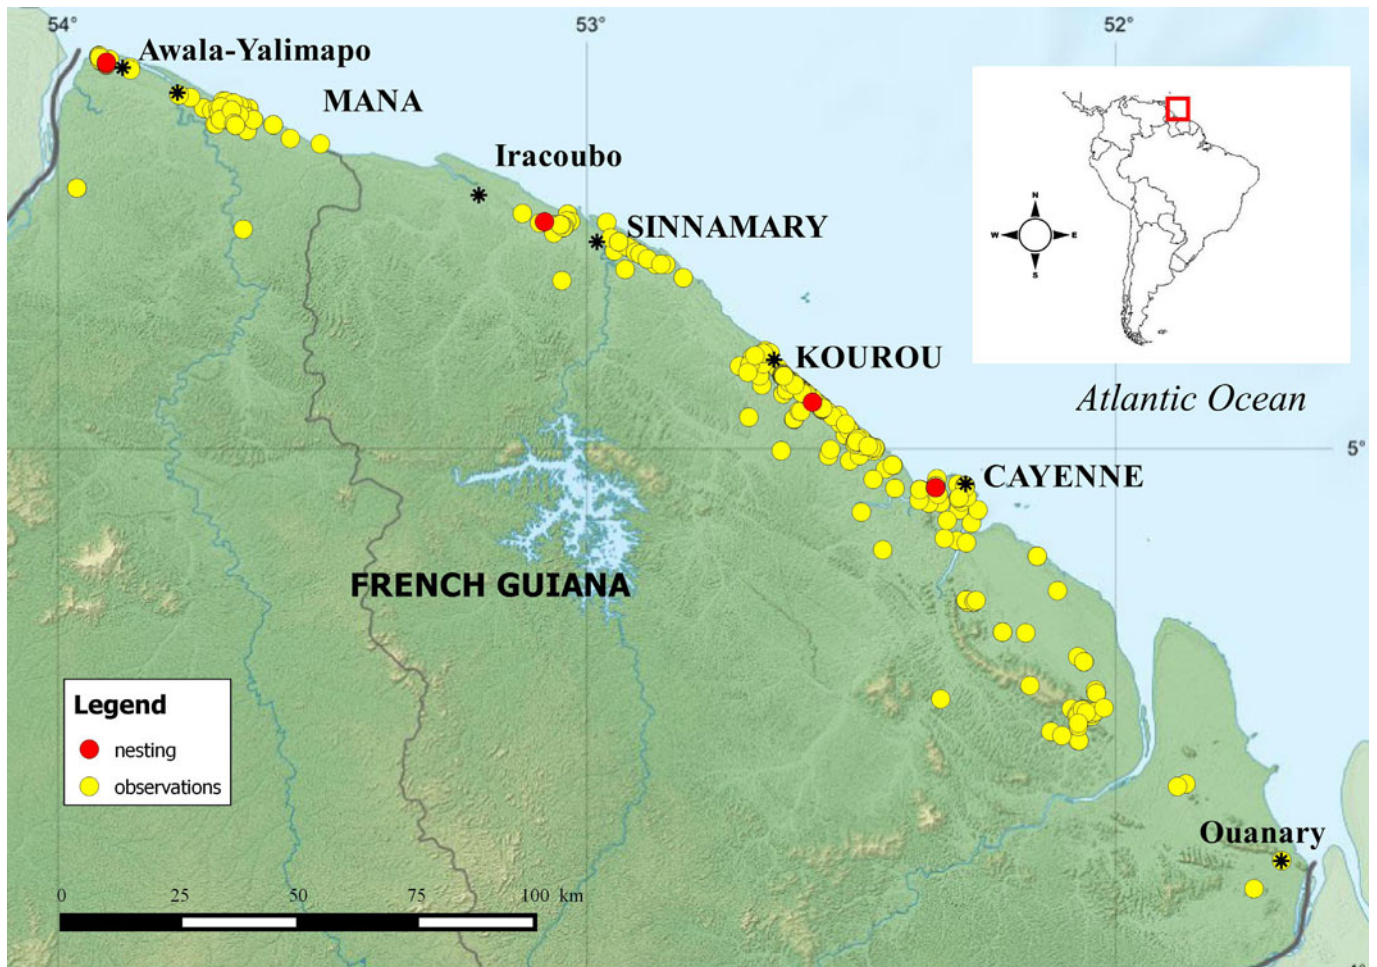 54° 53° 52°
Awala-Yalimapo
MANA
Iracoubo
SINNAMARY
N
W E
S
KOUROU
Atlantic Ocean
5°
CAYENNE
FRENCH GUIANA
Legend
nesting
observations
Ouanary
0 25 50 75 100 km